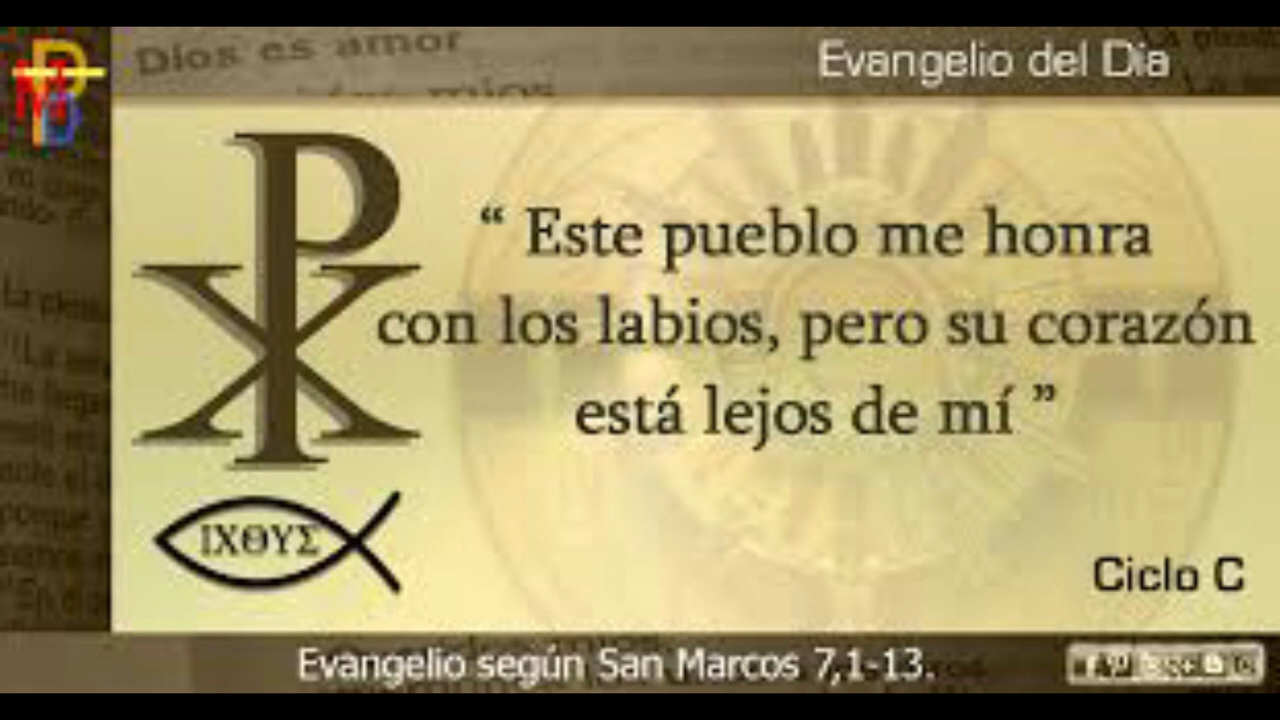 Dios es amor
Evangelio del Día
“ Este pueblo me honra
con los labios, pero su corazón
está lejos de mí ”
ΙΧΘΥΣ
Ciclo C
Evangelio según San Marcos 7,1-13.